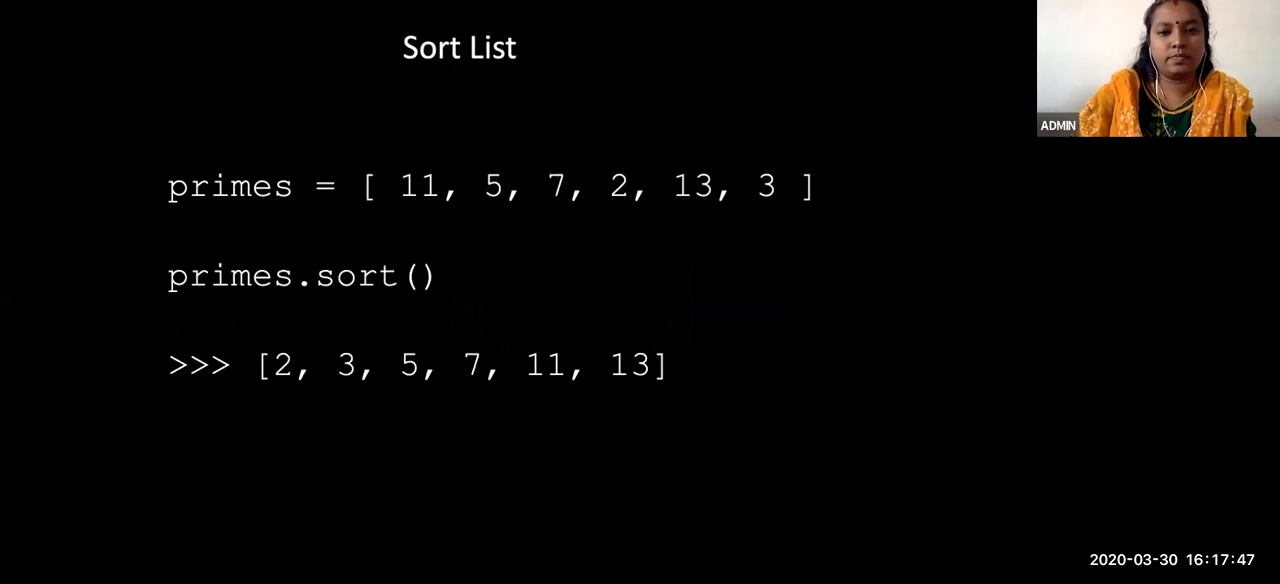 Sort List
ADMIN
primes = [ 11, 5, 7, 2, 13, 3 ]
primes.sort()
>>> [2, 3, 5, 7, 11, 13]
2020-03-30 16:17:47